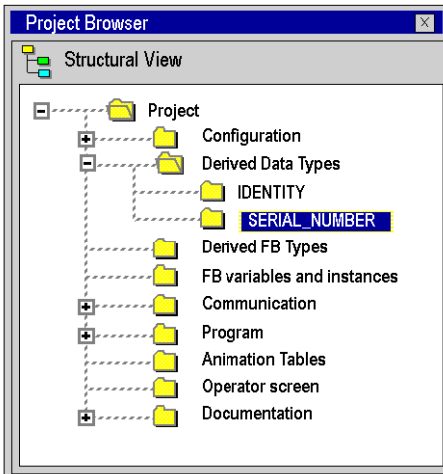 Project Browser
Structural View
Project
Configuration
Derived Data Types
IDENTITY
SERIAL_NUMBER
Derived FB Types
FB variables and instances
Communication
Program
Animation Tables
Operator screen
Documentation